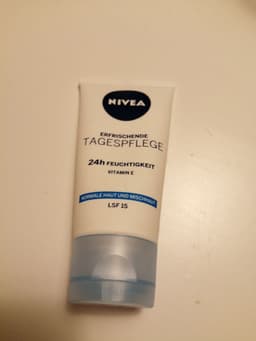 NIVEA
ERFRISCHENDE
TAGESPFLEGE
24h FEUCHTIGKEIT
VITAMIN E
NORMALE HAUT UND MISCHHAUT
LSF 15